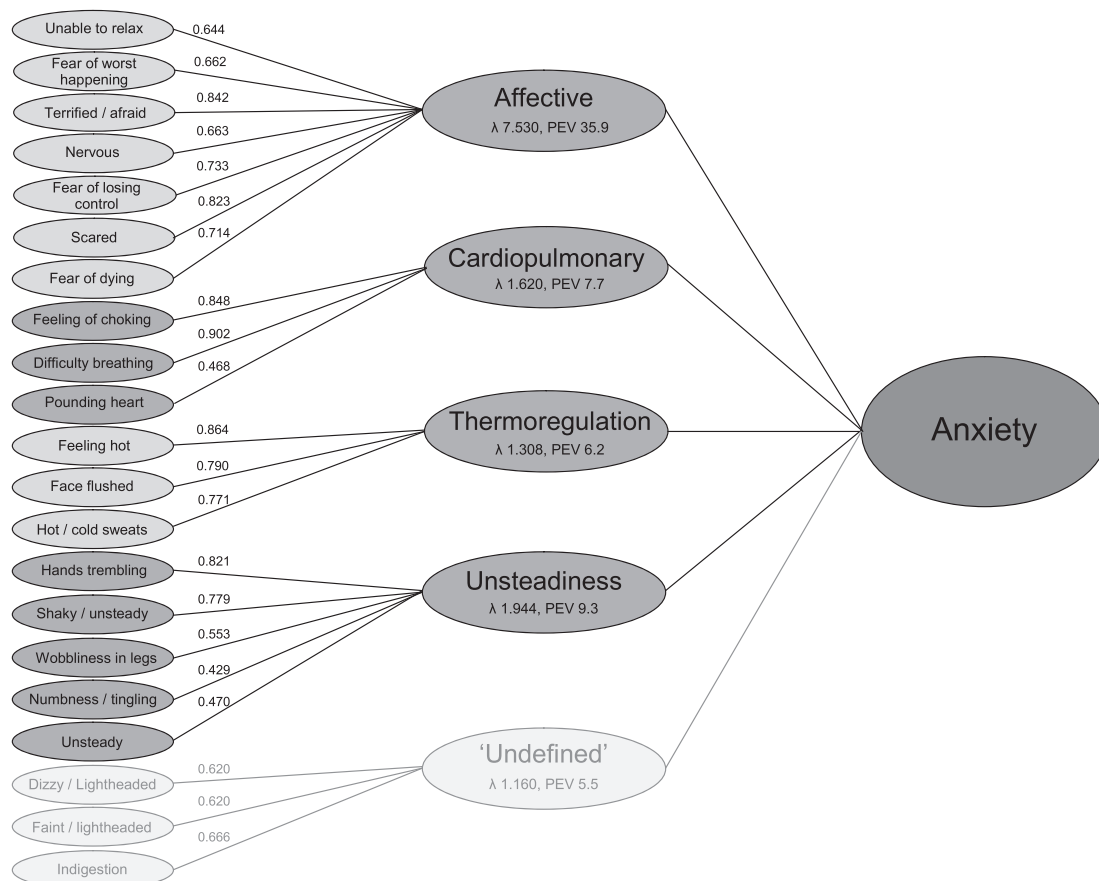 Unable to relax
0.644
Fear of worst
happening
0.662
Terrified / afraid
0.842
Nervous
0.663
Fear of losing
control
0.733
Scared
0.823
Fear of dying
0.714
Affective
λ 7.530, PEV 35.9
Feeling of choking
0.848
Difficulty breathing
0.902
Pounding heart
0.468
Cardiopulmonary
λ 1.620, PEV 7.7
Feeling hot
0.864
Face flushed
0.790
Hot / cold sweats
0.771
Thermoregulation
λ 1.308, PEV 6.2
Hands trembling
0.821
Shaky / unsteady
0.779
Wobbliness in legs
0.553
Numbness / tingling
0.429
Unsteady
0.470
Unsteadiness
λ 1.944, PEV 9.3
Dizzy / Lightheaded
0.620
Faint / lightheaded
0.620
Indigestion
0.666
‘Undefined’
λ 1.160, PEV 5.5
Anxiety